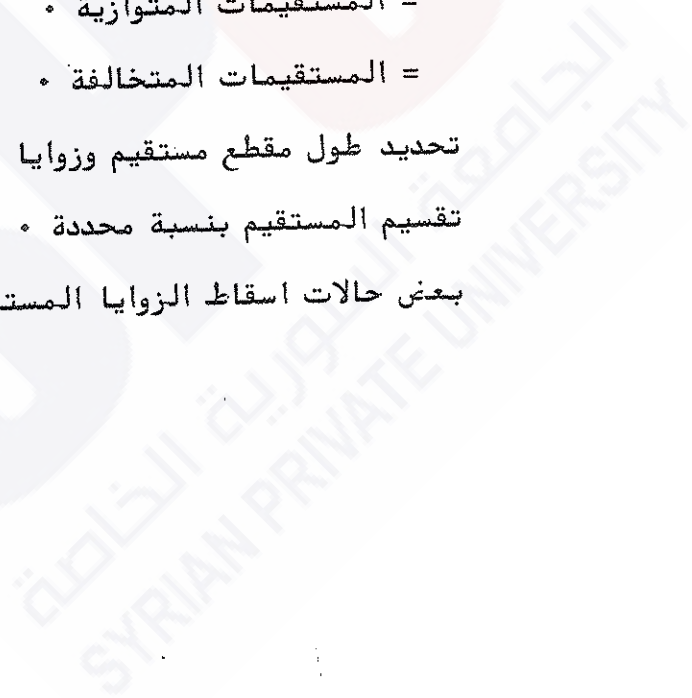 = المستقيمات المتوازية .
= المستقيمات المتخالفة .
تحديد طول مقطع مستقيم وزوايا
تقسيم المستقيم بنسبة محددة .
بعض حالات اسقاط الزوايا
الجامعة السورية الخاصة
SYRIAN PRIVATE UNIVERSITY